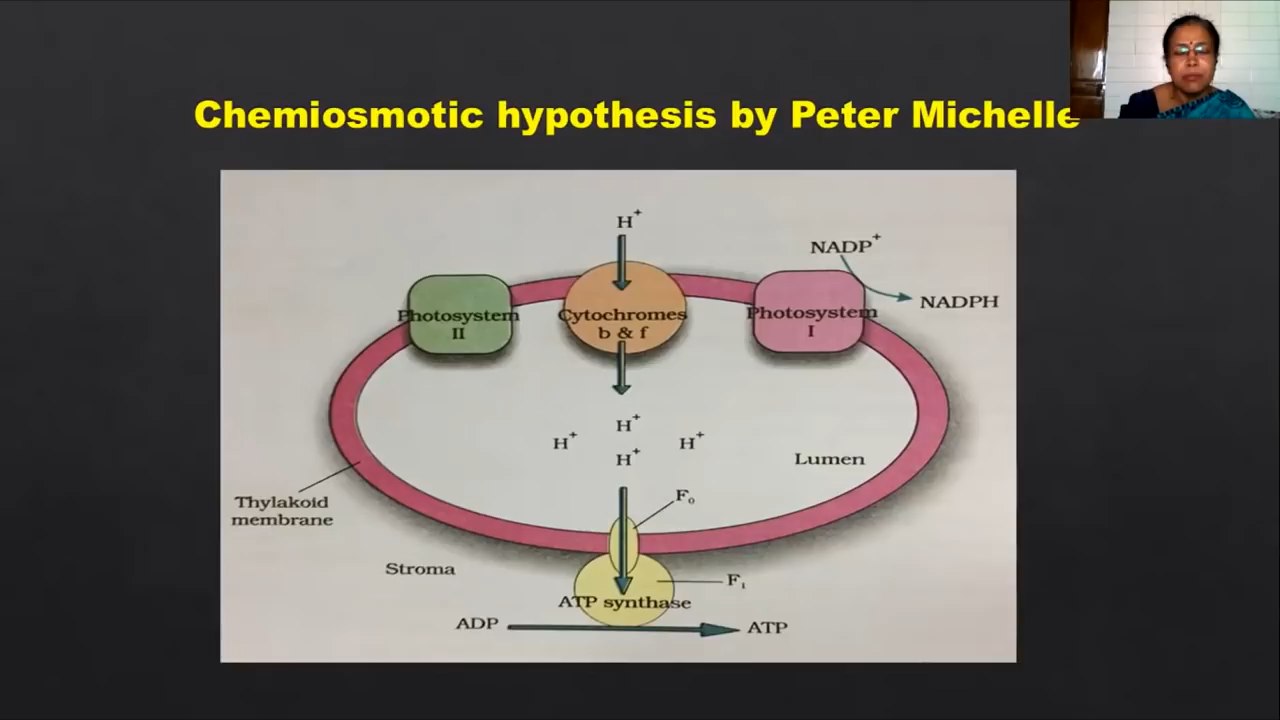 Chemiosmotic hypothesis by Peter Michelle
H+
NADP+
NADPH
Photosystem
II
Cytochromes
b & f
Photosystem
I
H+
H+
H+
H+
Lumen
F0
Thylakoid
membrane
Stroma
F1
ATP synthase
ADP
ATP